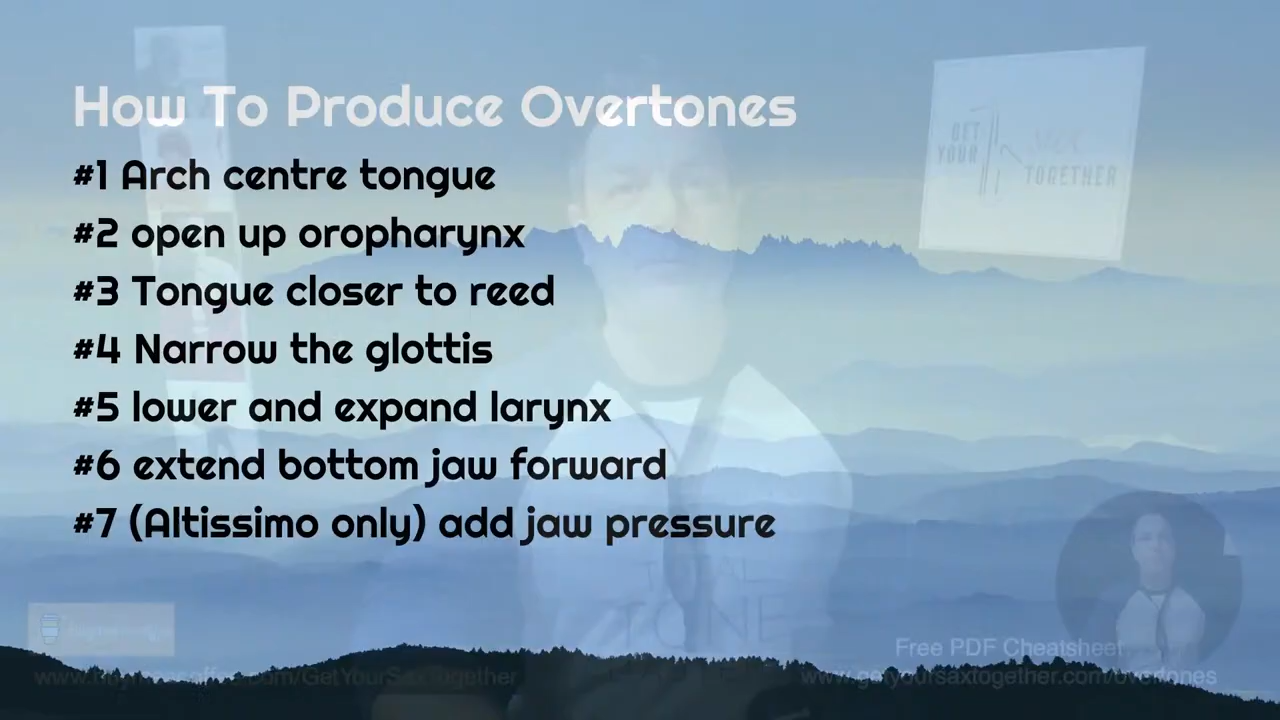 How To Produce Overtones
#1 Arch centre tongue
#2 open up oropharynx
#3 Tongue closer to reed
#4 Narrow the glottis
#5 lower and expand larynx
#6 extend bottom jaw forward
#7 (Altissimo only) add jaw pressure
GET
YOUR SAX
TOGETHER
TONE
Free PDF Cheatsheet
www.getyoursaxtogether.com/overtones